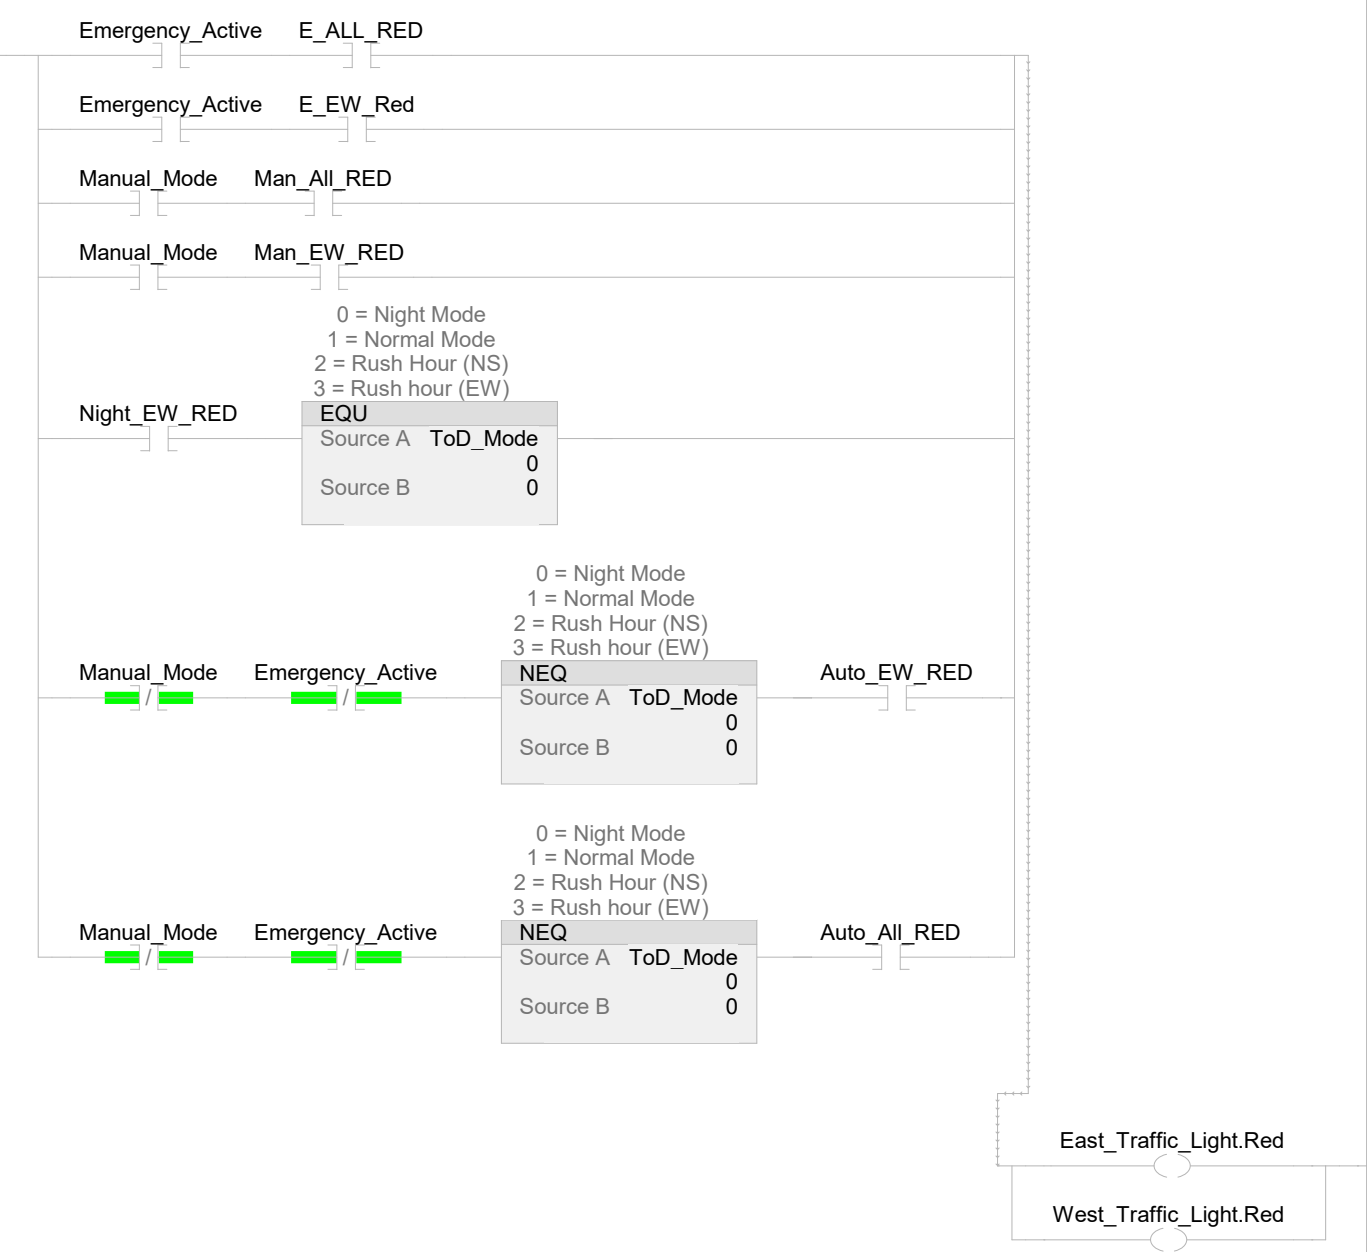 Emergency_Active E_ALL_RED
Emergency_Active E_EW_Red
Manual_Mode Man_All_RED
Manual_Mode Man_EW_RED
0 = Night Mode
1 = Normal Mode
2 = Rush Hour (NS)
3 = Rush hour (EW)
Night_EW_RED EQU
Source A ToD_Mode
0
Source B 0
0 = Night Mode
1 = Normal Mode
2 = Rush Hour (NS)
3 = Rush hour (EW)
Manual_Mode Emergency_Active NEQ Auto_EW_RED
/ / Source A ToD_Mode
0
Source B 0
0 = Night Mode
1 = Normal Mode
2 = Rush Hour (NS)
3 = Rush hour (EW)
Manual_Mode Emergency_Active NEQ Auto_All_RED
/ / Source A ToD_Mode
0
Source B 0
East_Traffic_Light.Red
West_Traffic_Light.Red